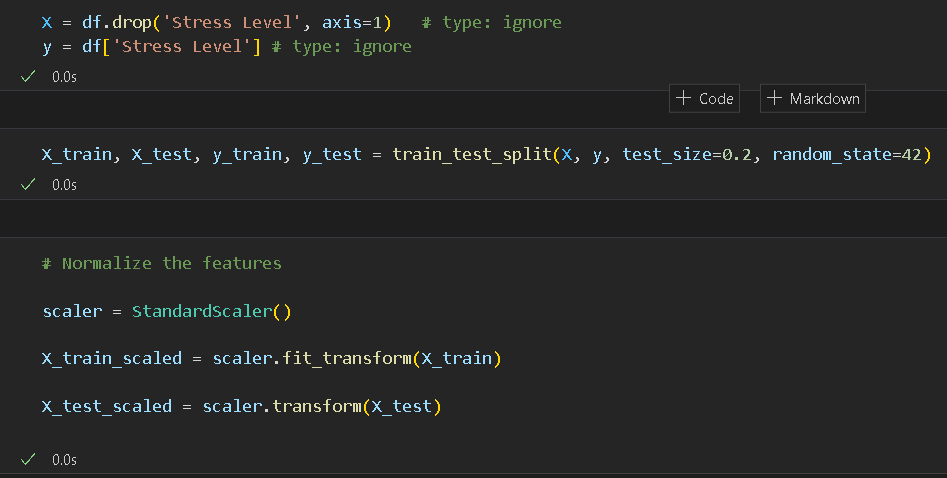 X = df.drop('Stress Level', axis=1)   # type: ignore
y = df['Stress Level'] # type: ignore
0.0s
+ Code + Markdown
X_train, X_test, y_train, y_test = train_test_split(X, y, test_size=0.2, random_state=42)
0.0s
# Normalize the features
scaler = StandardScaler()
X_train_scaled = scaler.fit_transform(X_train)
X_test_scaled = scaler.transform(X_test)
0.0s